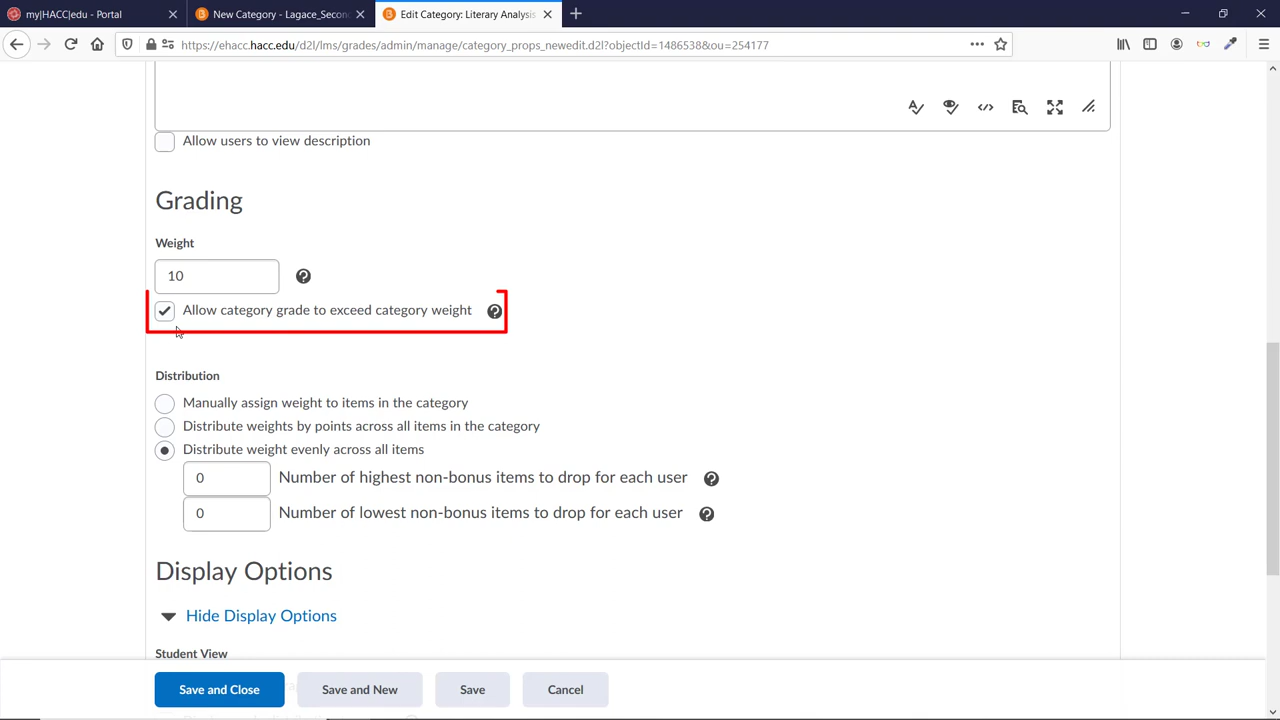 my|HACC|edu - Portal
New Category - Lagace_Second
Edit Category: Literary Analysis
https://ehacc.hacc.edu/d2l/lms/grades/admin/manage/category_props_newedit.d2l?objectId=1486538&ou=254177
Allow users to view description
Grading
Weight
10
Allow category grade to exceed category weight
Distribution
Manually assign weight to items in the category
Distribute weights by points across all items in the category
Distribute weight evenly across all items
0 Number of highest non-bonus items to drop for each user
0 Number of lowest non-bonus items to drop for each user
Display Options
Hide Display Options
Student View
Save and Close Save and New Save Cancel